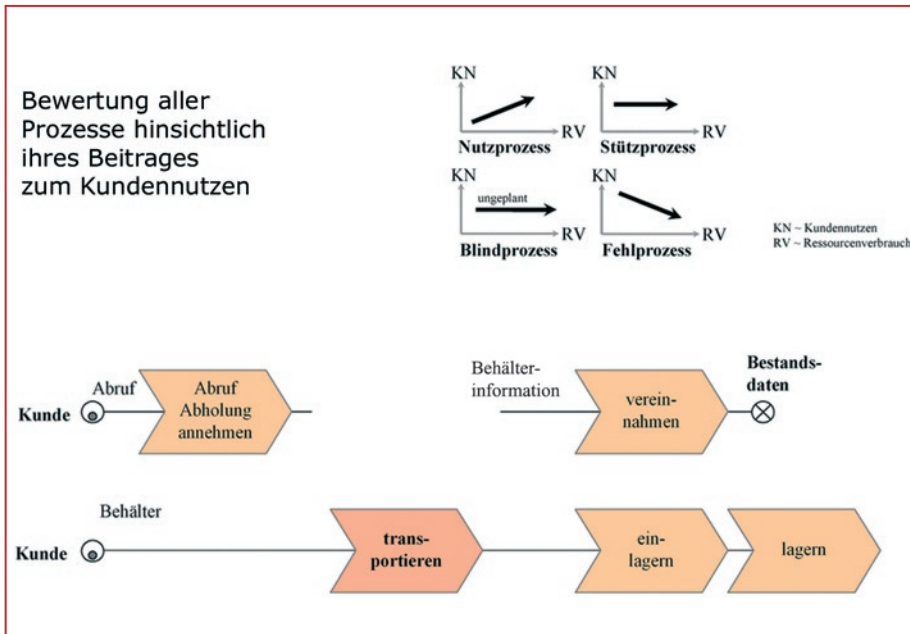 Bewertung aller
Prozesse hinsichtlich
ihres Beitrages
zum Kundennutzen
KN
RV
Nutzprozess
KN
RV
Stützprozess
KN
ungeplant
RV
Blindprozess
KN
RV
Fehlprozess
KN ~ Kundennutzen
RV ~ Ressourcenverbrauch
Kunde
Abruf
Abruf
Abholung
annehmen
Behälter-
information
verein-
nahmen
Bestands-
daten
Kunde
Behälter
trans-
portieren
ein-
lagern
lagern